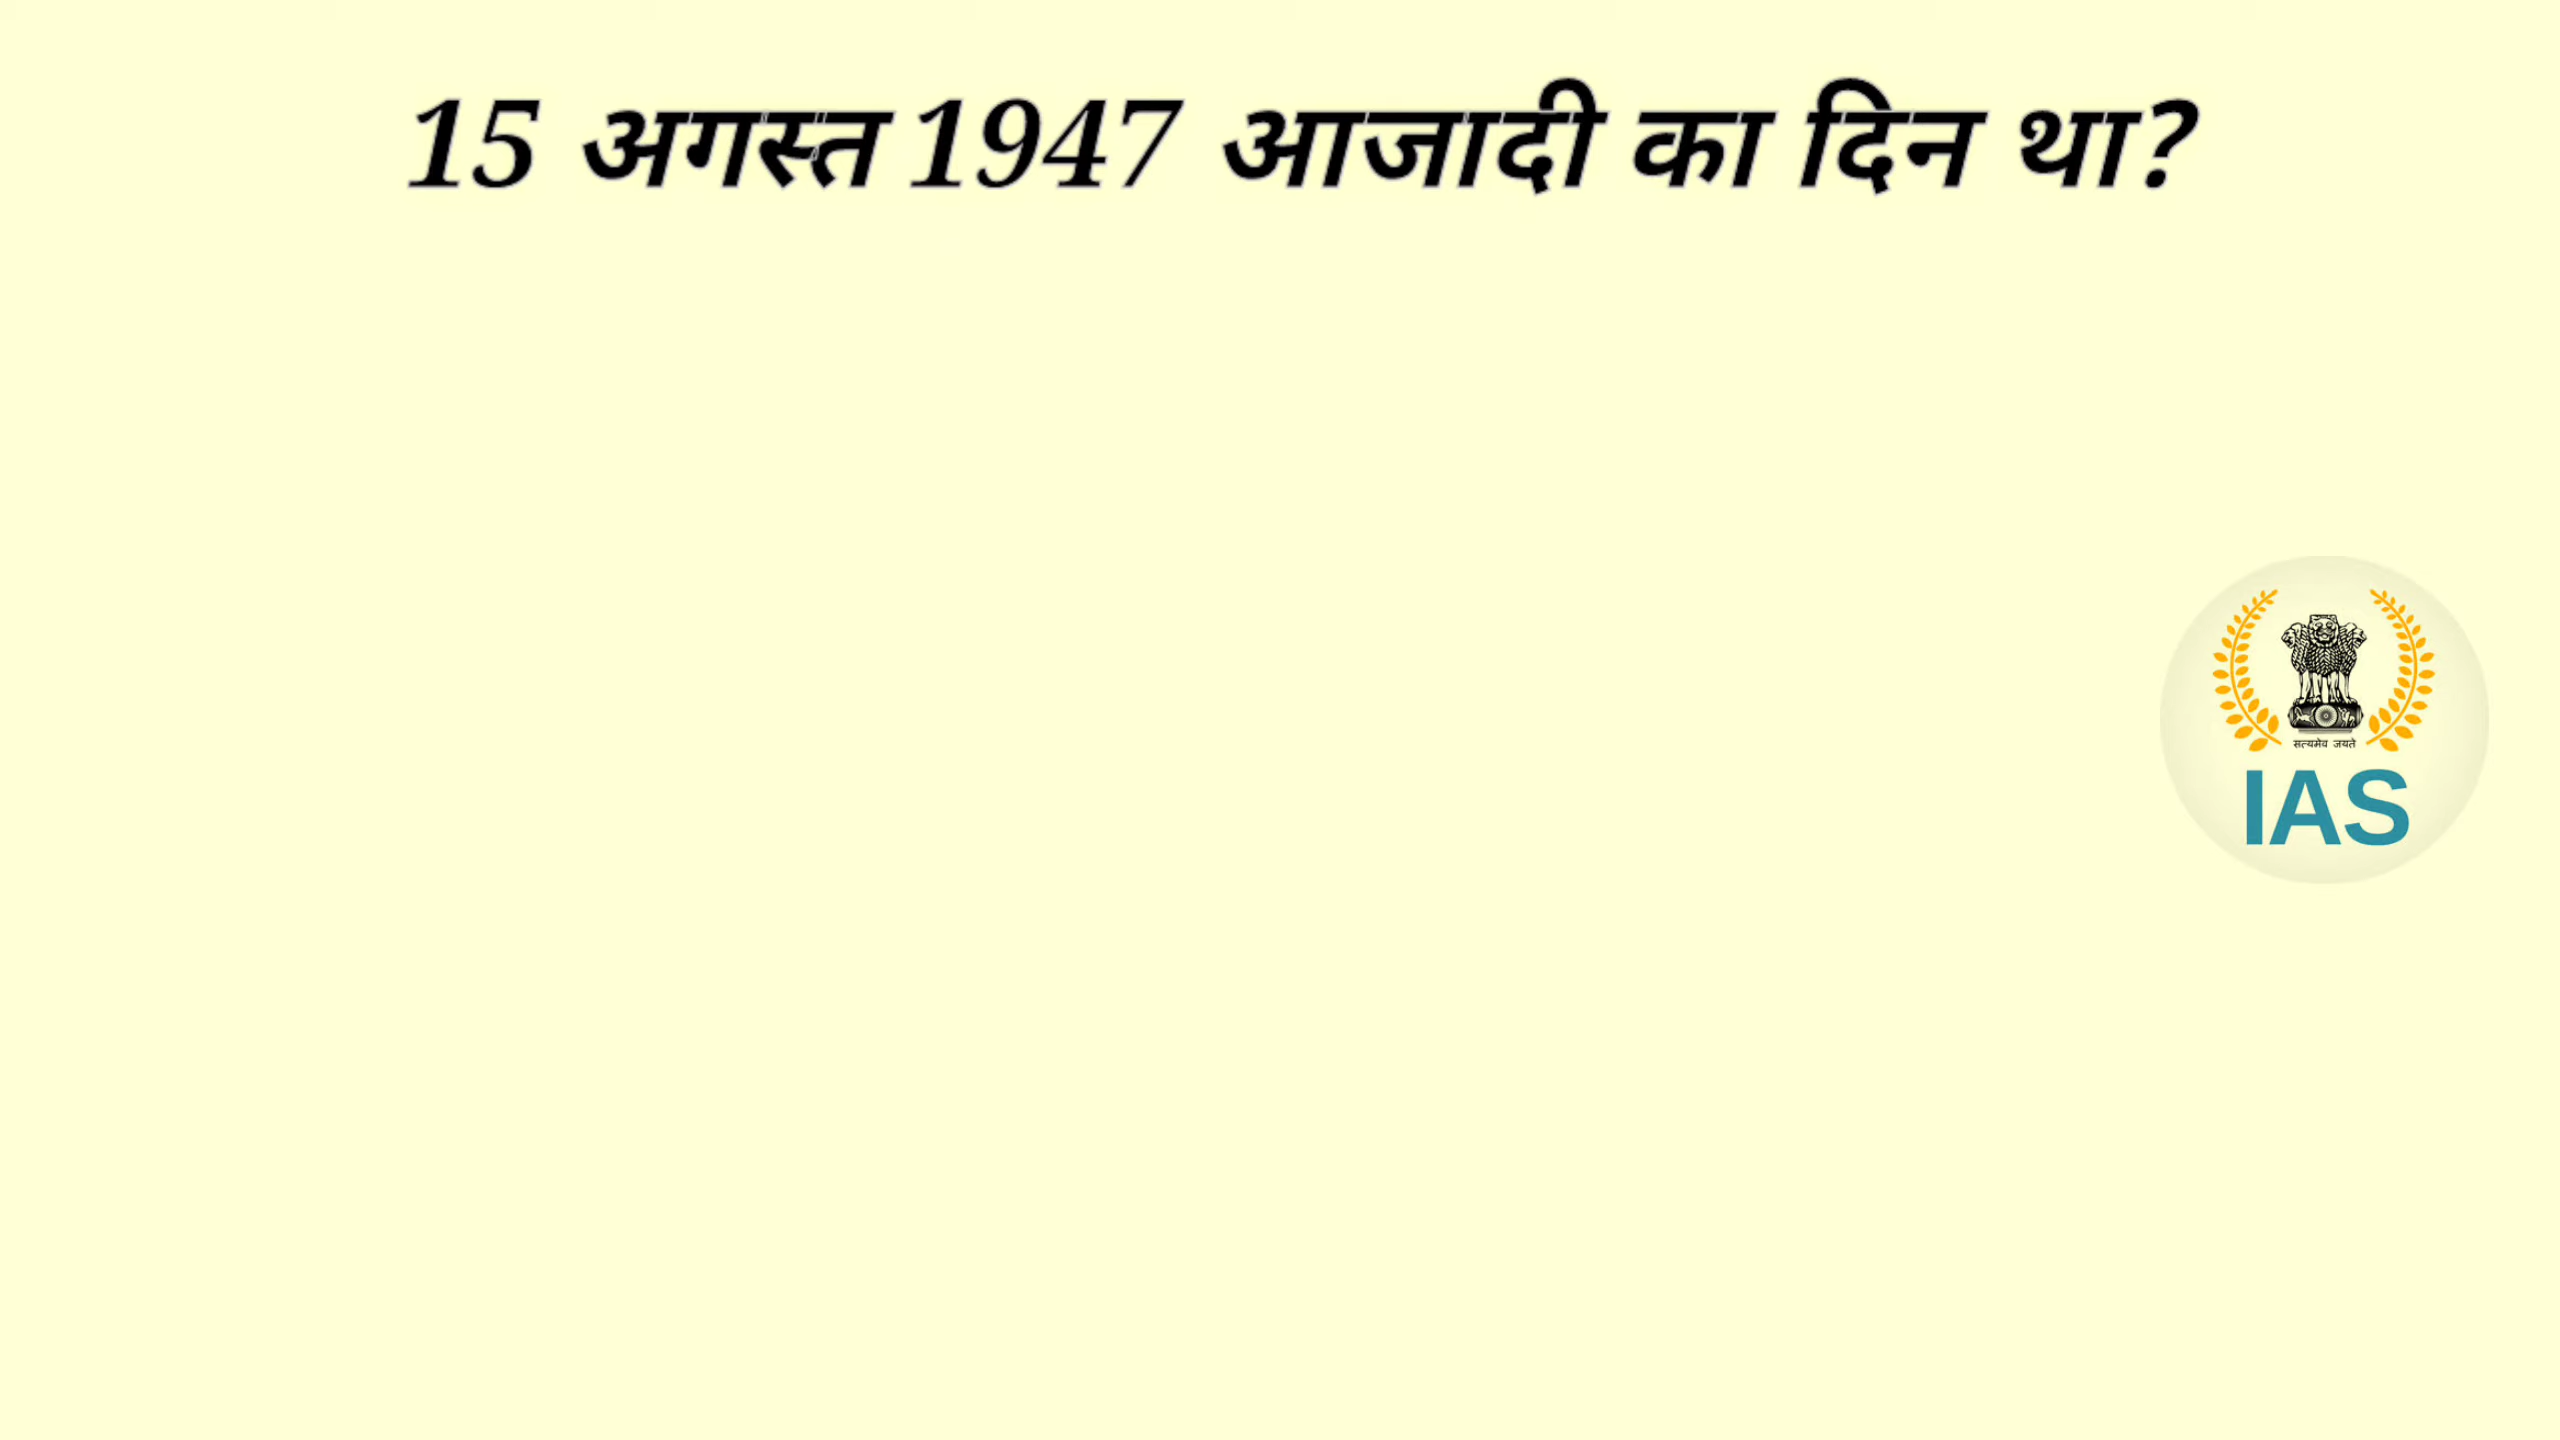 15 अगस्त 1947 आजादी का दिन था?
सत्यमेव जयते
IAS